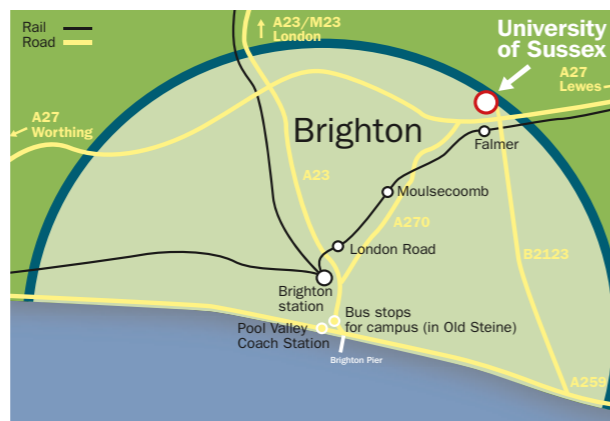 Rail
Road
A23/M23
London
University
of Sussex
A27
Lewes
A27
Worthing
Brighton
Falmer
A23
Moulsecoomb
A270
London Road
B2123
Brighton
station
Bus stops
for campus (in Old Steine)
Pool Valley
Coach Station
Brighton Pier
A259